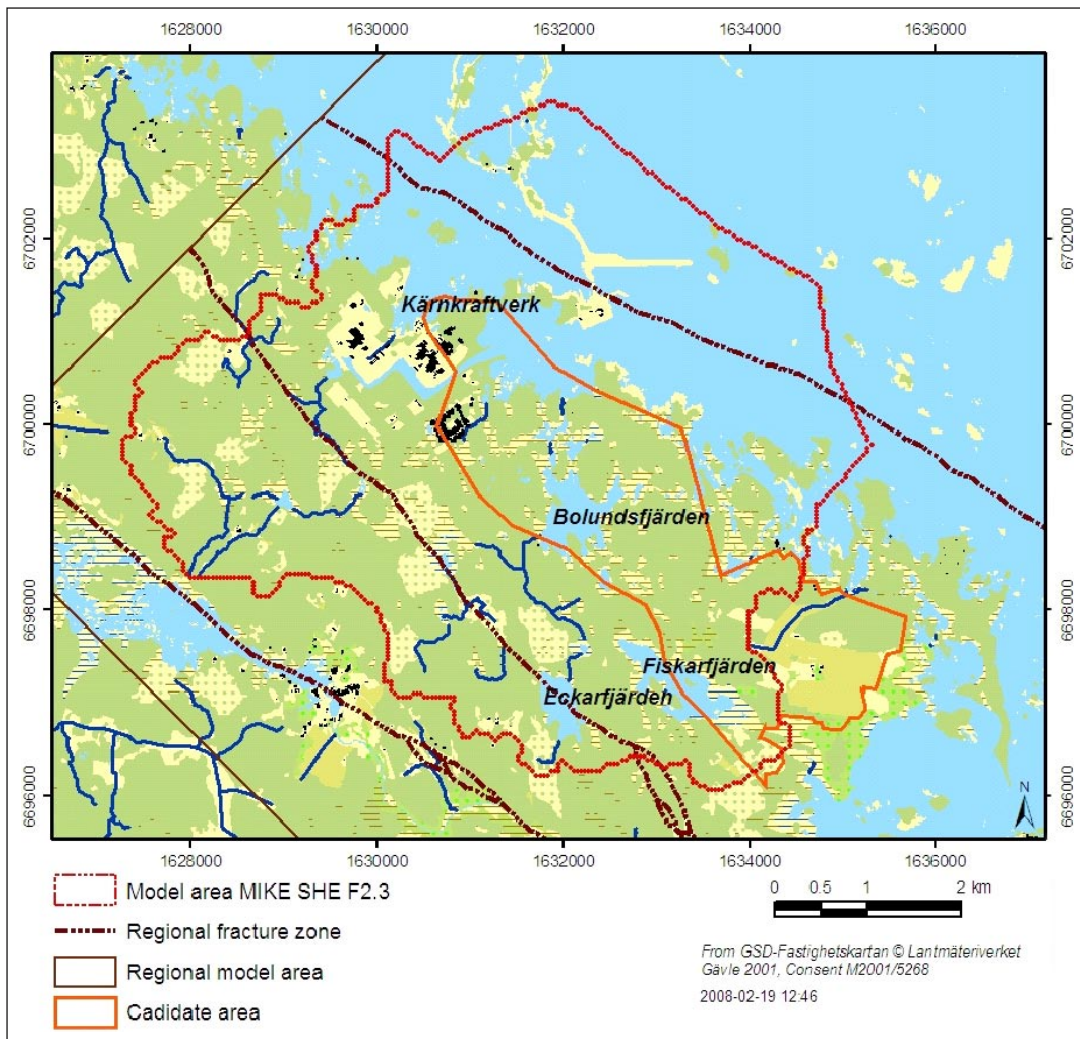 1628000 1630000 1632000 1634000 1636000
6702000 6702000
Kärnkraftverk
6700000 6700000
Bolundsfjärden
6698000 6698000
Fiskarfjärden
Eckarfjärdeh
6696000 6696000
N
1628000 1630000 1632000 1634000 1636000
Model area MIKE SHE F2.3
Regional fracture zone
Regional model area
Cadidate area
0 0.5 1 2 km
From GSD-Fastighetskartan © Lantmäteriverket
Gävle 2001, Consent M2001/5268
2008-02-19 12:46